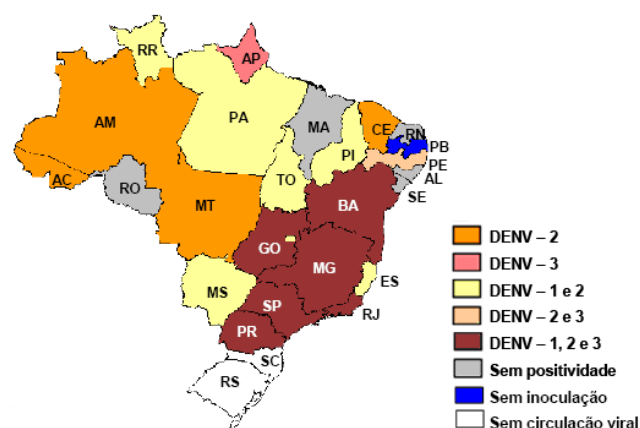 RR
AP
AM
PA
MA
CE
RN
PB
PI
PE
AL
SE
AC
RO
TO
MT
BA
GO
MG
MS
ES
SP
RJ
PR
SC
RS
DENV – 2
DENV – 3
DENV – 1 e 2
DENV – 2 e 3
DENV – 1, 2 e 3
Sem positividade
Sem inoculação
Sem circulação viral